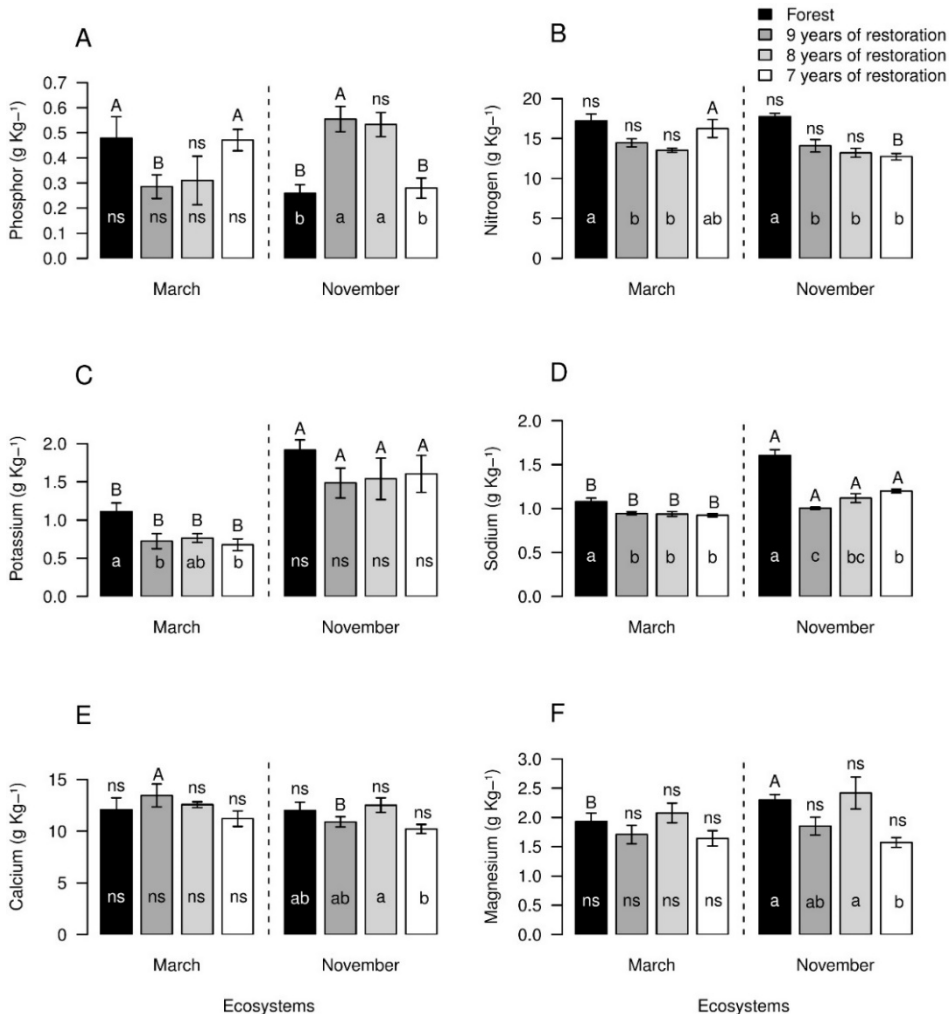 Forest
9 years of restoration
8 years of restoration
7 years of restoration
A
Phosphor (g Kg−1)
0.7
0.6
0.5
0.4
0.3
0.2
0.1
0.0
A B ns A
B A ns B
ns ns ns ns
b a a b
March November
B
Nitrogen (g Kg−1)
20
15
10
5
0
ns ns ns A
ns ns ns B
a b b ab
a b b b
March November
C
Potassium (g Kg−1)
2.0
1.5
1.0
0.5
0.0
B B B B
A A A A
a b ab b
ns ns ns ns
March November
D
Sodium (g Kg−1)
2.0
1.5
1.0
0.5
0.0
B B B B
A A A A
a b b b
a c bc b
March November
E
Calcium (g Kg−1)
15
10
5
0
ns A ns ns
ns B ns ns
ns ns ns ns
ab ab a b
March November
Ecosystems
F
Magnesium (g Kg−1)
3.0
2.5
2.0
1.5
1.0
0.5
0.0
B ns ns ns
A ns ns ns
ns ns ns ns
a ab a b
March November
Ecosystems